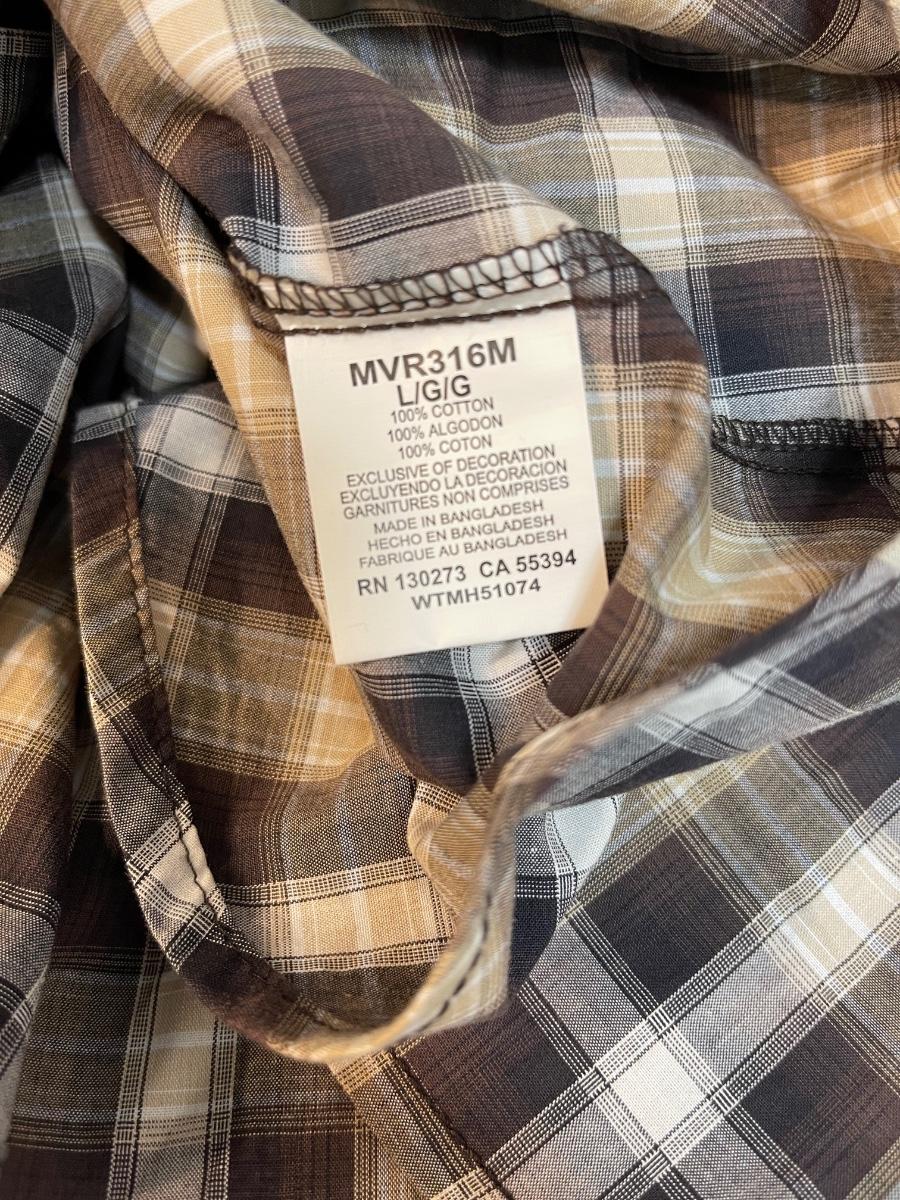 MVR316M
L/G/G
100% COTTON
100% ALGODON
100% COTON
EXCLUSIVE OF DECORATION
EXCLUYENDO LA DECORACION
GARNITURES NON COMPRISES
MADE IN BANGLADESH
HECHO EN BANGLADESH
FABRIQUE AU BANGLADESH
RN 130273 CA 55394
WTMH51074